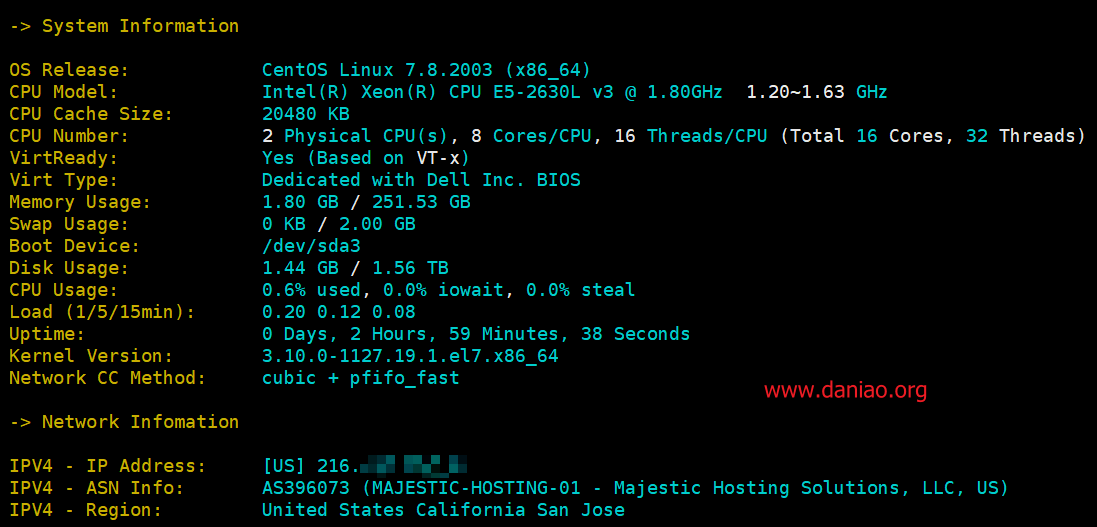 -> System Information
OS Release: CentOS Linux 7.8.2003 (x86_64)
CPU Model: Intel(R) Xeon(R) CPU E5-2630L v3 @ 1.80GHz 1.20~1.63 GHz
CPU Cache Size: 20480 KB
CPU Number: 2 Physical CPU(s), 8 Cores/CPU, 16 Threads/CPU (Total 16 Cores, 32 Threads)
VirtReady: Yes (Based on VT-x)
Virt Type: Dedicated with Dell Inc. BIOS
Memory Usage: 1.80 GB / 251.53 GB
Swap Usage: 0 KB / 2.00 GB
Boot Device: /dev/sda3
Disk Usage: 1.44 GB / 1.56 TB
CPU Usage: 0.6% used, 0.0% iowait, 0.0% steal
Load (1/5/15min): 0.20 0.12 0.08
Uptime: 0 Days, 2 Hours, 59 Minutes, 38 Seconds
Kernel Version: 3.10.0-1127.19.1.el7.x86_64
Network CC Method: cubic + pfifo_fast
www.daniao.org
-> Network Infomation
IPV4 - IP Address: [US] 216.
IPV4 - ASN Info: AS396073 (MAJESTIC-HOSTING-01 - Majestic Hosting Solutions, LLC, US)
IPV4 - Region: United States California San Jose